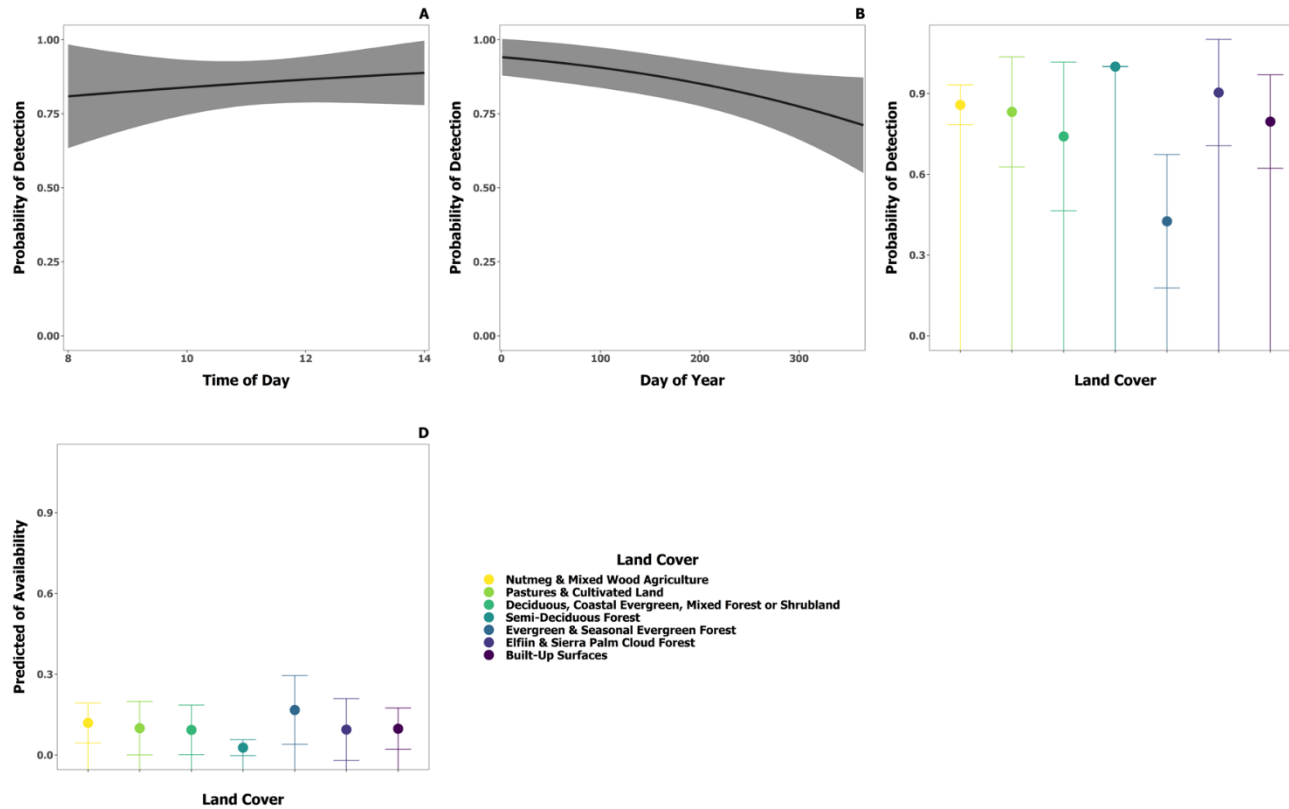 A
1.00
0.75
0.50
0.25
0.00
Probability of Detection
8
10
12
14
Time of Day
B
1.00
0.75
0.50
0.25
0.00
Probability of Detection
0
100
200
300
Day of Year
0.9
0.6
0.3
0.0
Probability of Detection
Land Cover
D
0.9
0.6
0.3
0.0
Predicted of Availability
Land Cover
Land Cover
Nutmeg & Mixed Wood Agriculture
Pastures & Cultivated Land
Deciduous, Coastal Evergreen, Mixed Forest or Shrubland
Semi-Deciduous Forest
Evergreen & Seasonal Evergreen Forest
Elfiin & Sierra Palm Cloud Forest
Built-Up Surfaces